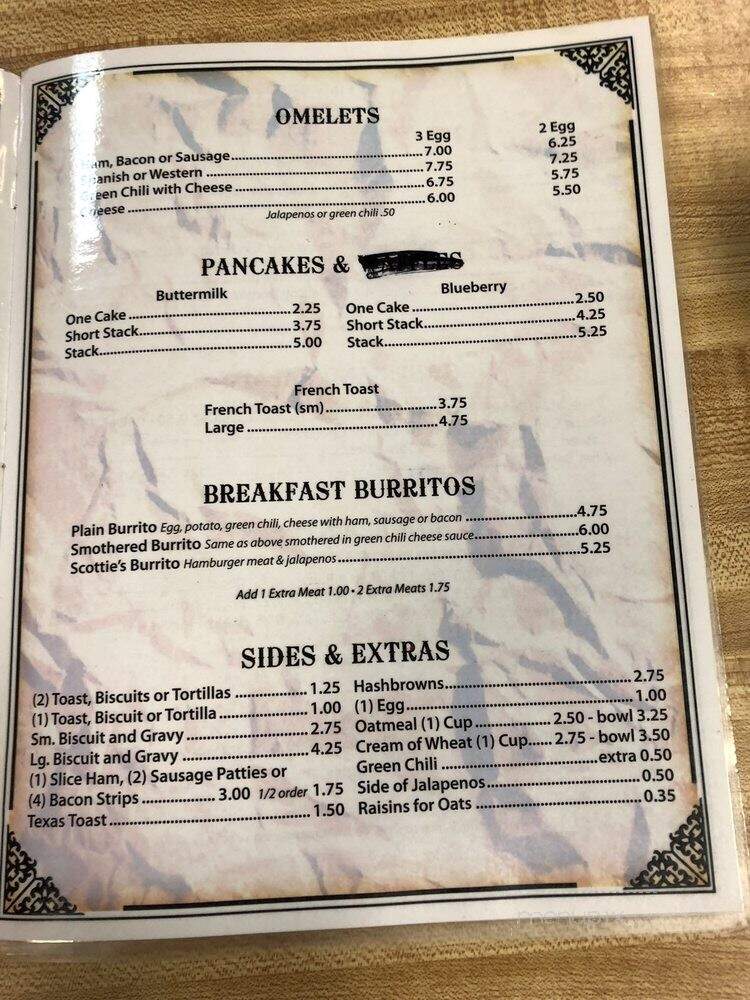 OMELETS
3 Egg 2 Egg
am, Bacon or Sausage 7.00 6.25
anish or Western 7.75 7.25
een Chili with Cheese 6.75 5.75
eese 6.00 5.50
Jalapenos or green chili .50
PANCAKES &
Buttermilk
One Cake 2.25
Short Stack 3.75
Stack 5.00
Blueberry
One Cake 2.50
Short Stack 4.25
Stack 5.25
French Toast
French Toast (sm) 3.75
Large 4.75
BREAKFAST BURRITOS
Plain Burrito Egg, potato, green chili, cheese with ham, sausage or bacon 4.75
Smothered Burrito Same as above smothered in green chili cheese sauce 6.00
Scottie's Burrito Hamburger meat & jalapenos 5.25
Add 1 Extra Meat 1.00 • 2 Extra Meats 1.75
SIDES & EXTRAS
(2) Toast, Biscuits or Tortillas 1.25
(1) Toast, Biscuit or Tortilla 1.00
Sm. Biscuit and Gravy 2.75
Lg. Biscuit and Gravy 4.25
(1) Slice Ham, (2) Sausage Patties or
(4) Bacon Strips 3.00 1/2 order 1.75
Texas Toast 1.50
Hashbrowns 2.75
(1) Egg 1.00
Oatmeal (1) Cup 2.50 - bowl 3.25
Cream of Wheat (1) Cup 2.75 - bowl 3.50
Green Chili extra 0.50
Side of Jalapenos 0.50
Raisins for Oats 0.35